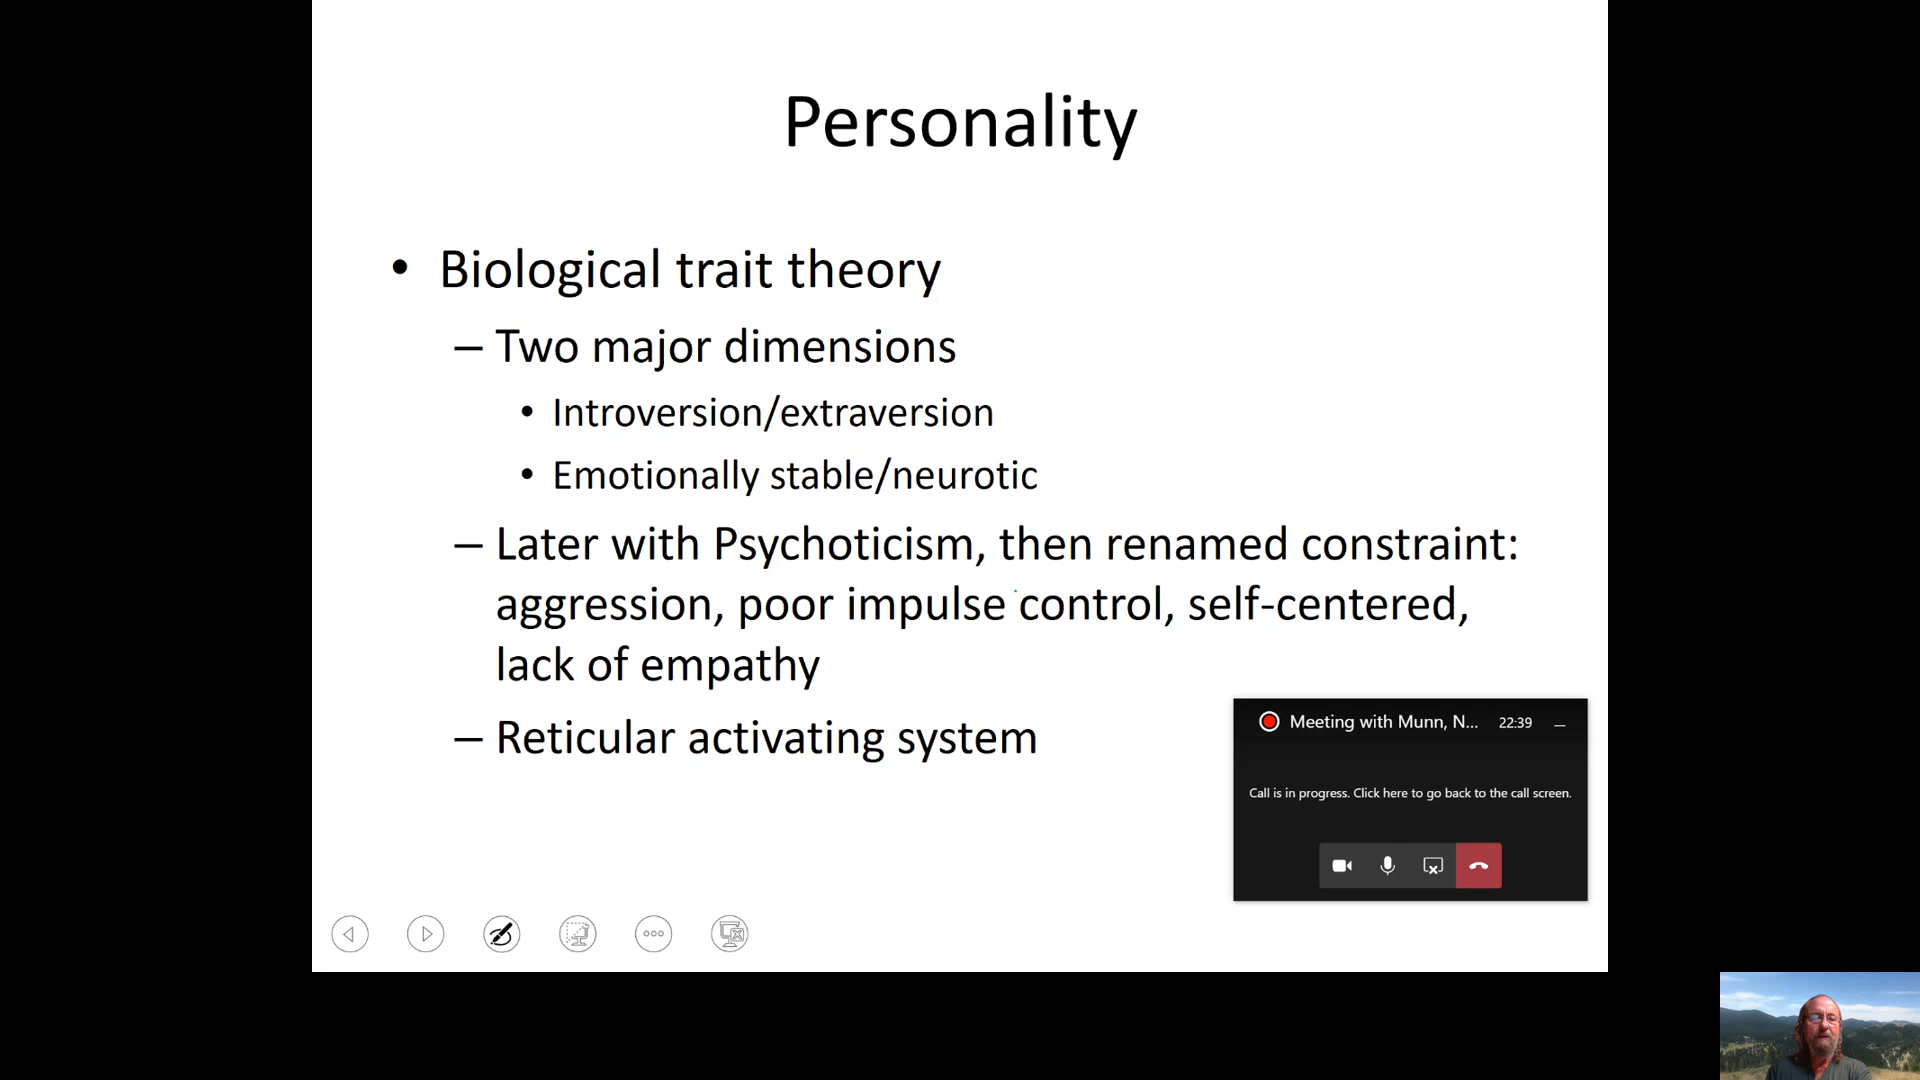 Personality
• Biological trait theory
– Two major dimensions
• Introversion/extraversion
• Emotionally stable/neurotic
– Later with Psychoticism, then renamed constraint:
aggression, poor impulse control, self-centered,
lack of empathy
– Reticular activating system
Meeting with Munn, N... 22:39
Call is in progress. Click here to go back to the call screen.